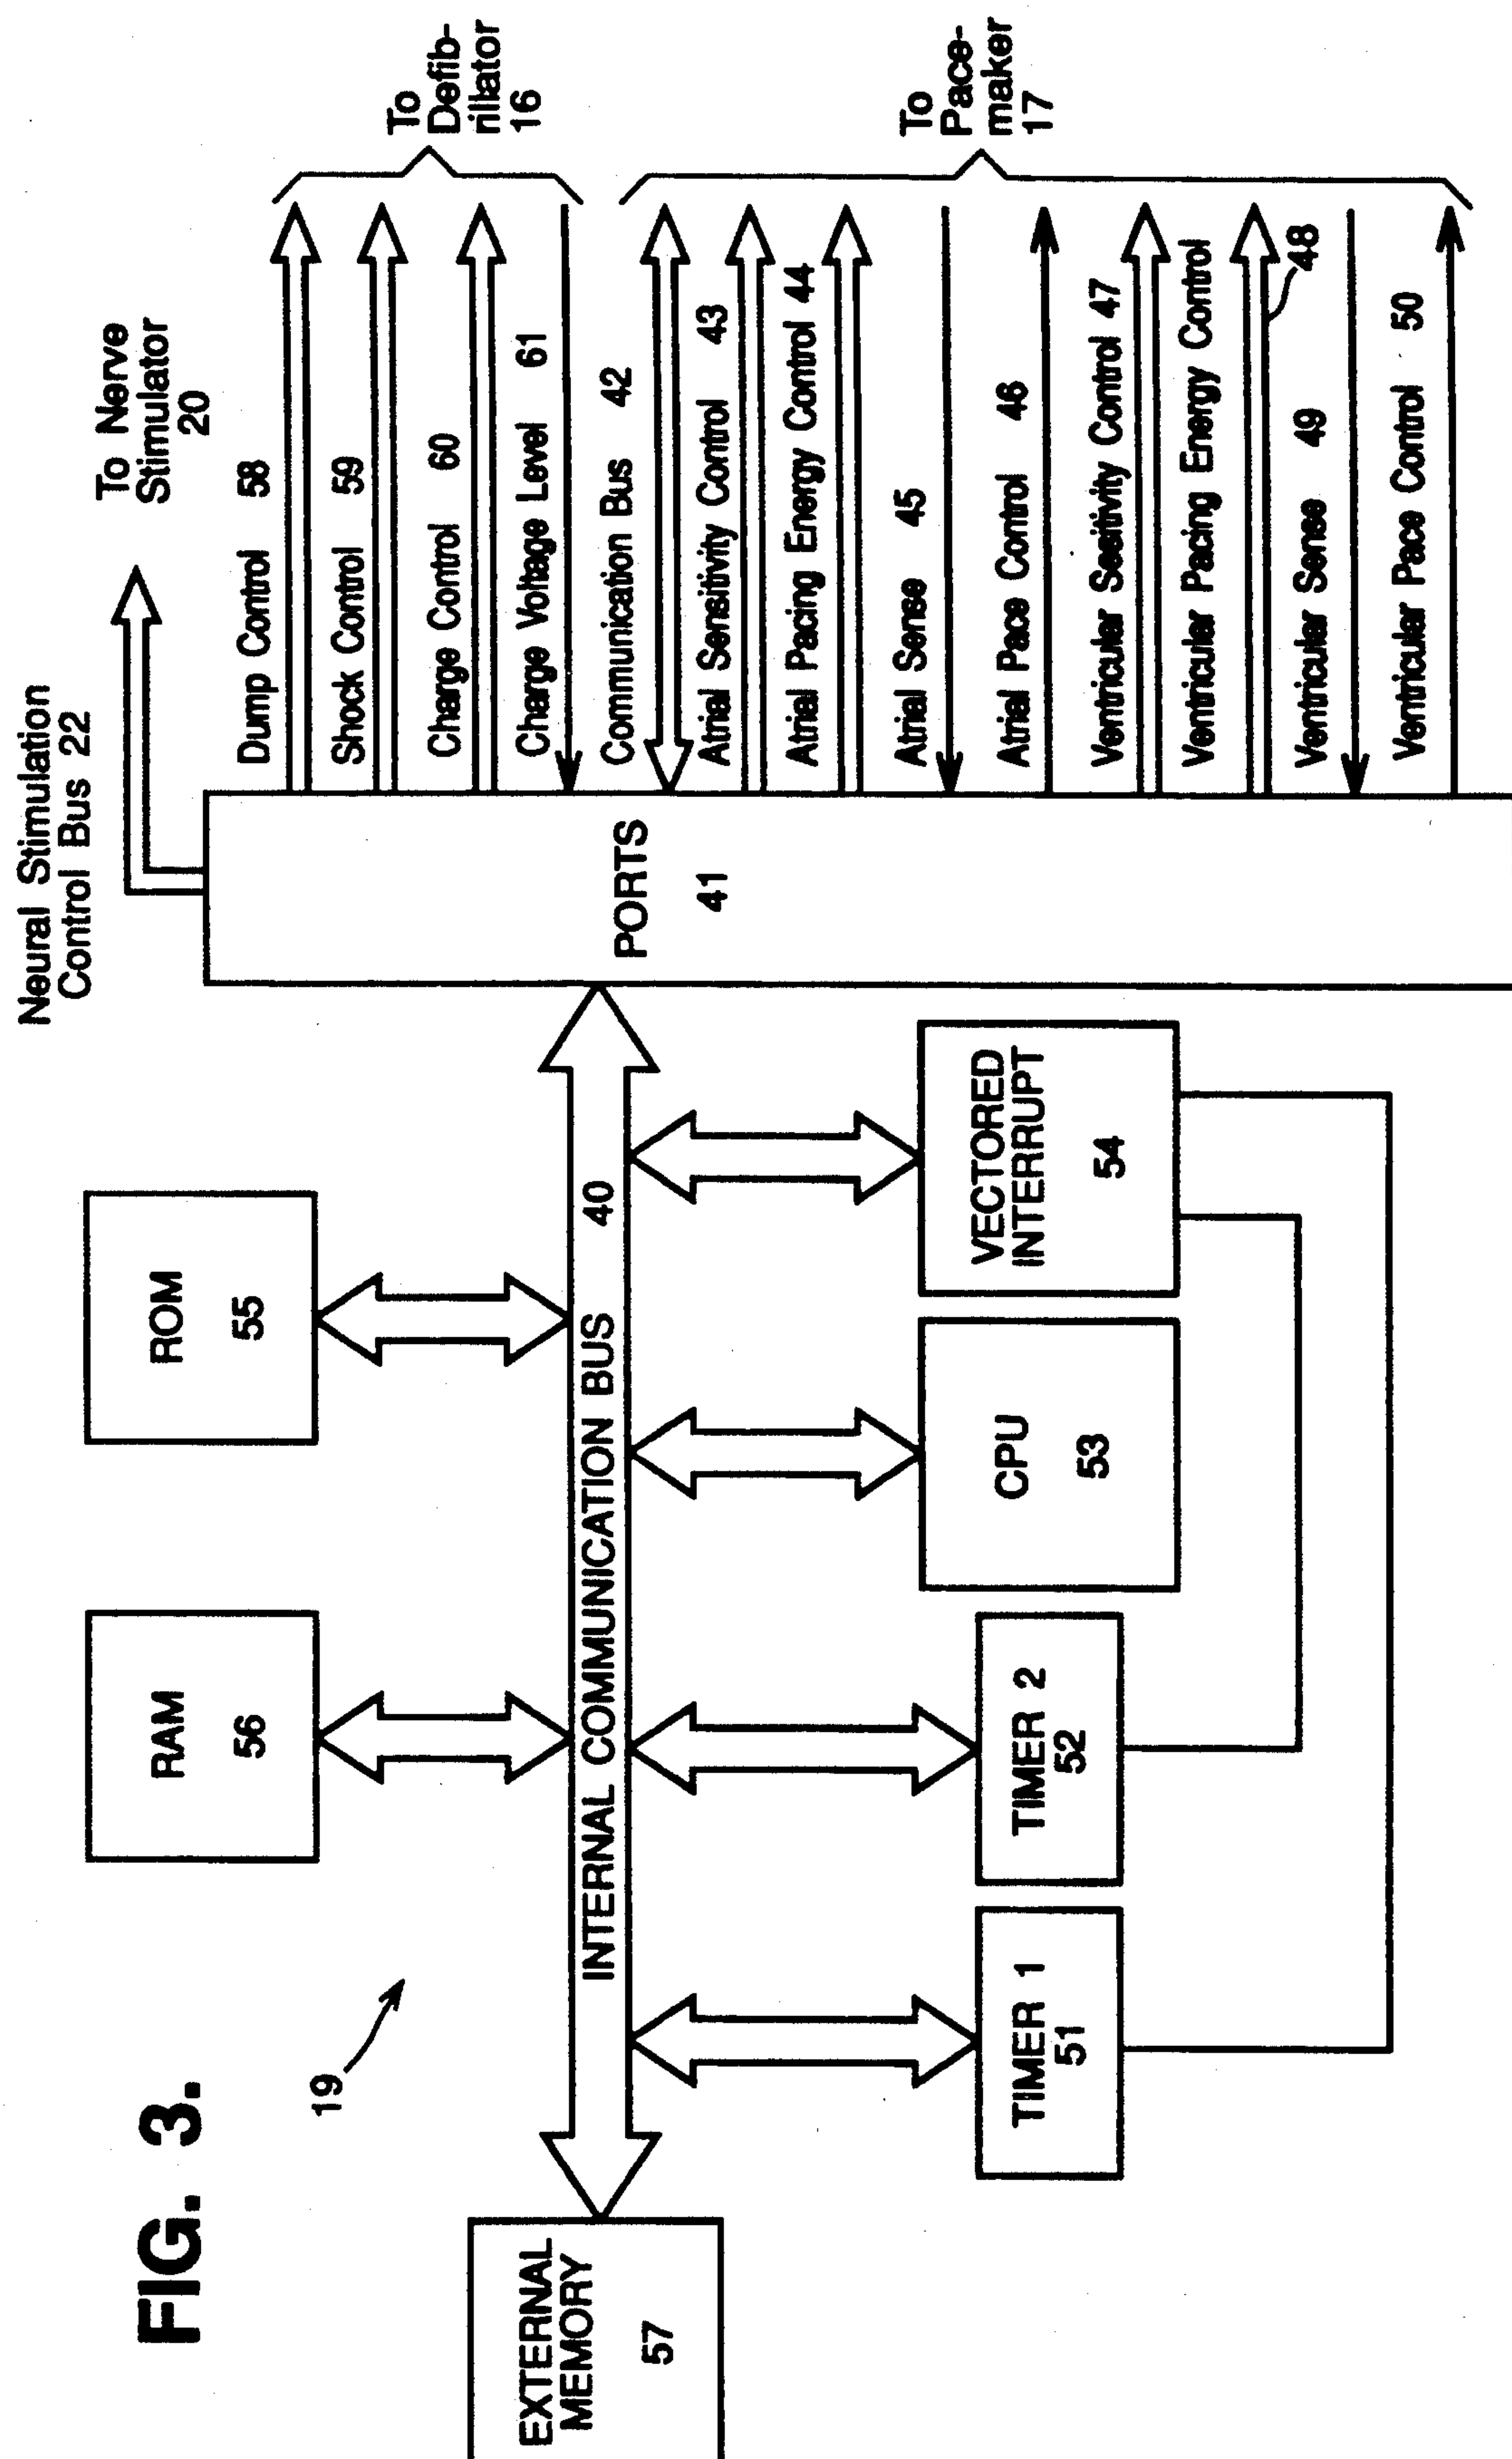 FIG. 3.
19
Neural Stimulation
Control Bus 22
To Nerve
Stimulator
20
EXTERNAL
MEMORY
57
RAM
56
ROM
55
INTERNAL COMMUNICATION BUS 40
TIMER 1
51
TIMER 2
52
CPU
53
VECTORED
INTERRUPT
54
PORTS
41
Dump Control 58
Shock Control 59
Charge Control 60
Charge Voltage Level 61
To
Defib-
rillator
16
Communication Bus 42
Atrial Sensitivity Control 43
Atrial Pacing Energy Control 44
Atrial Sense 45
Atrial Pace Control 46
Ventricular Sesitivity Control 47
Ventricular Pacing Energy Control
48
Ventricular Sense 49
Ventricular Pace Control 50
To
Pace-
maker
17